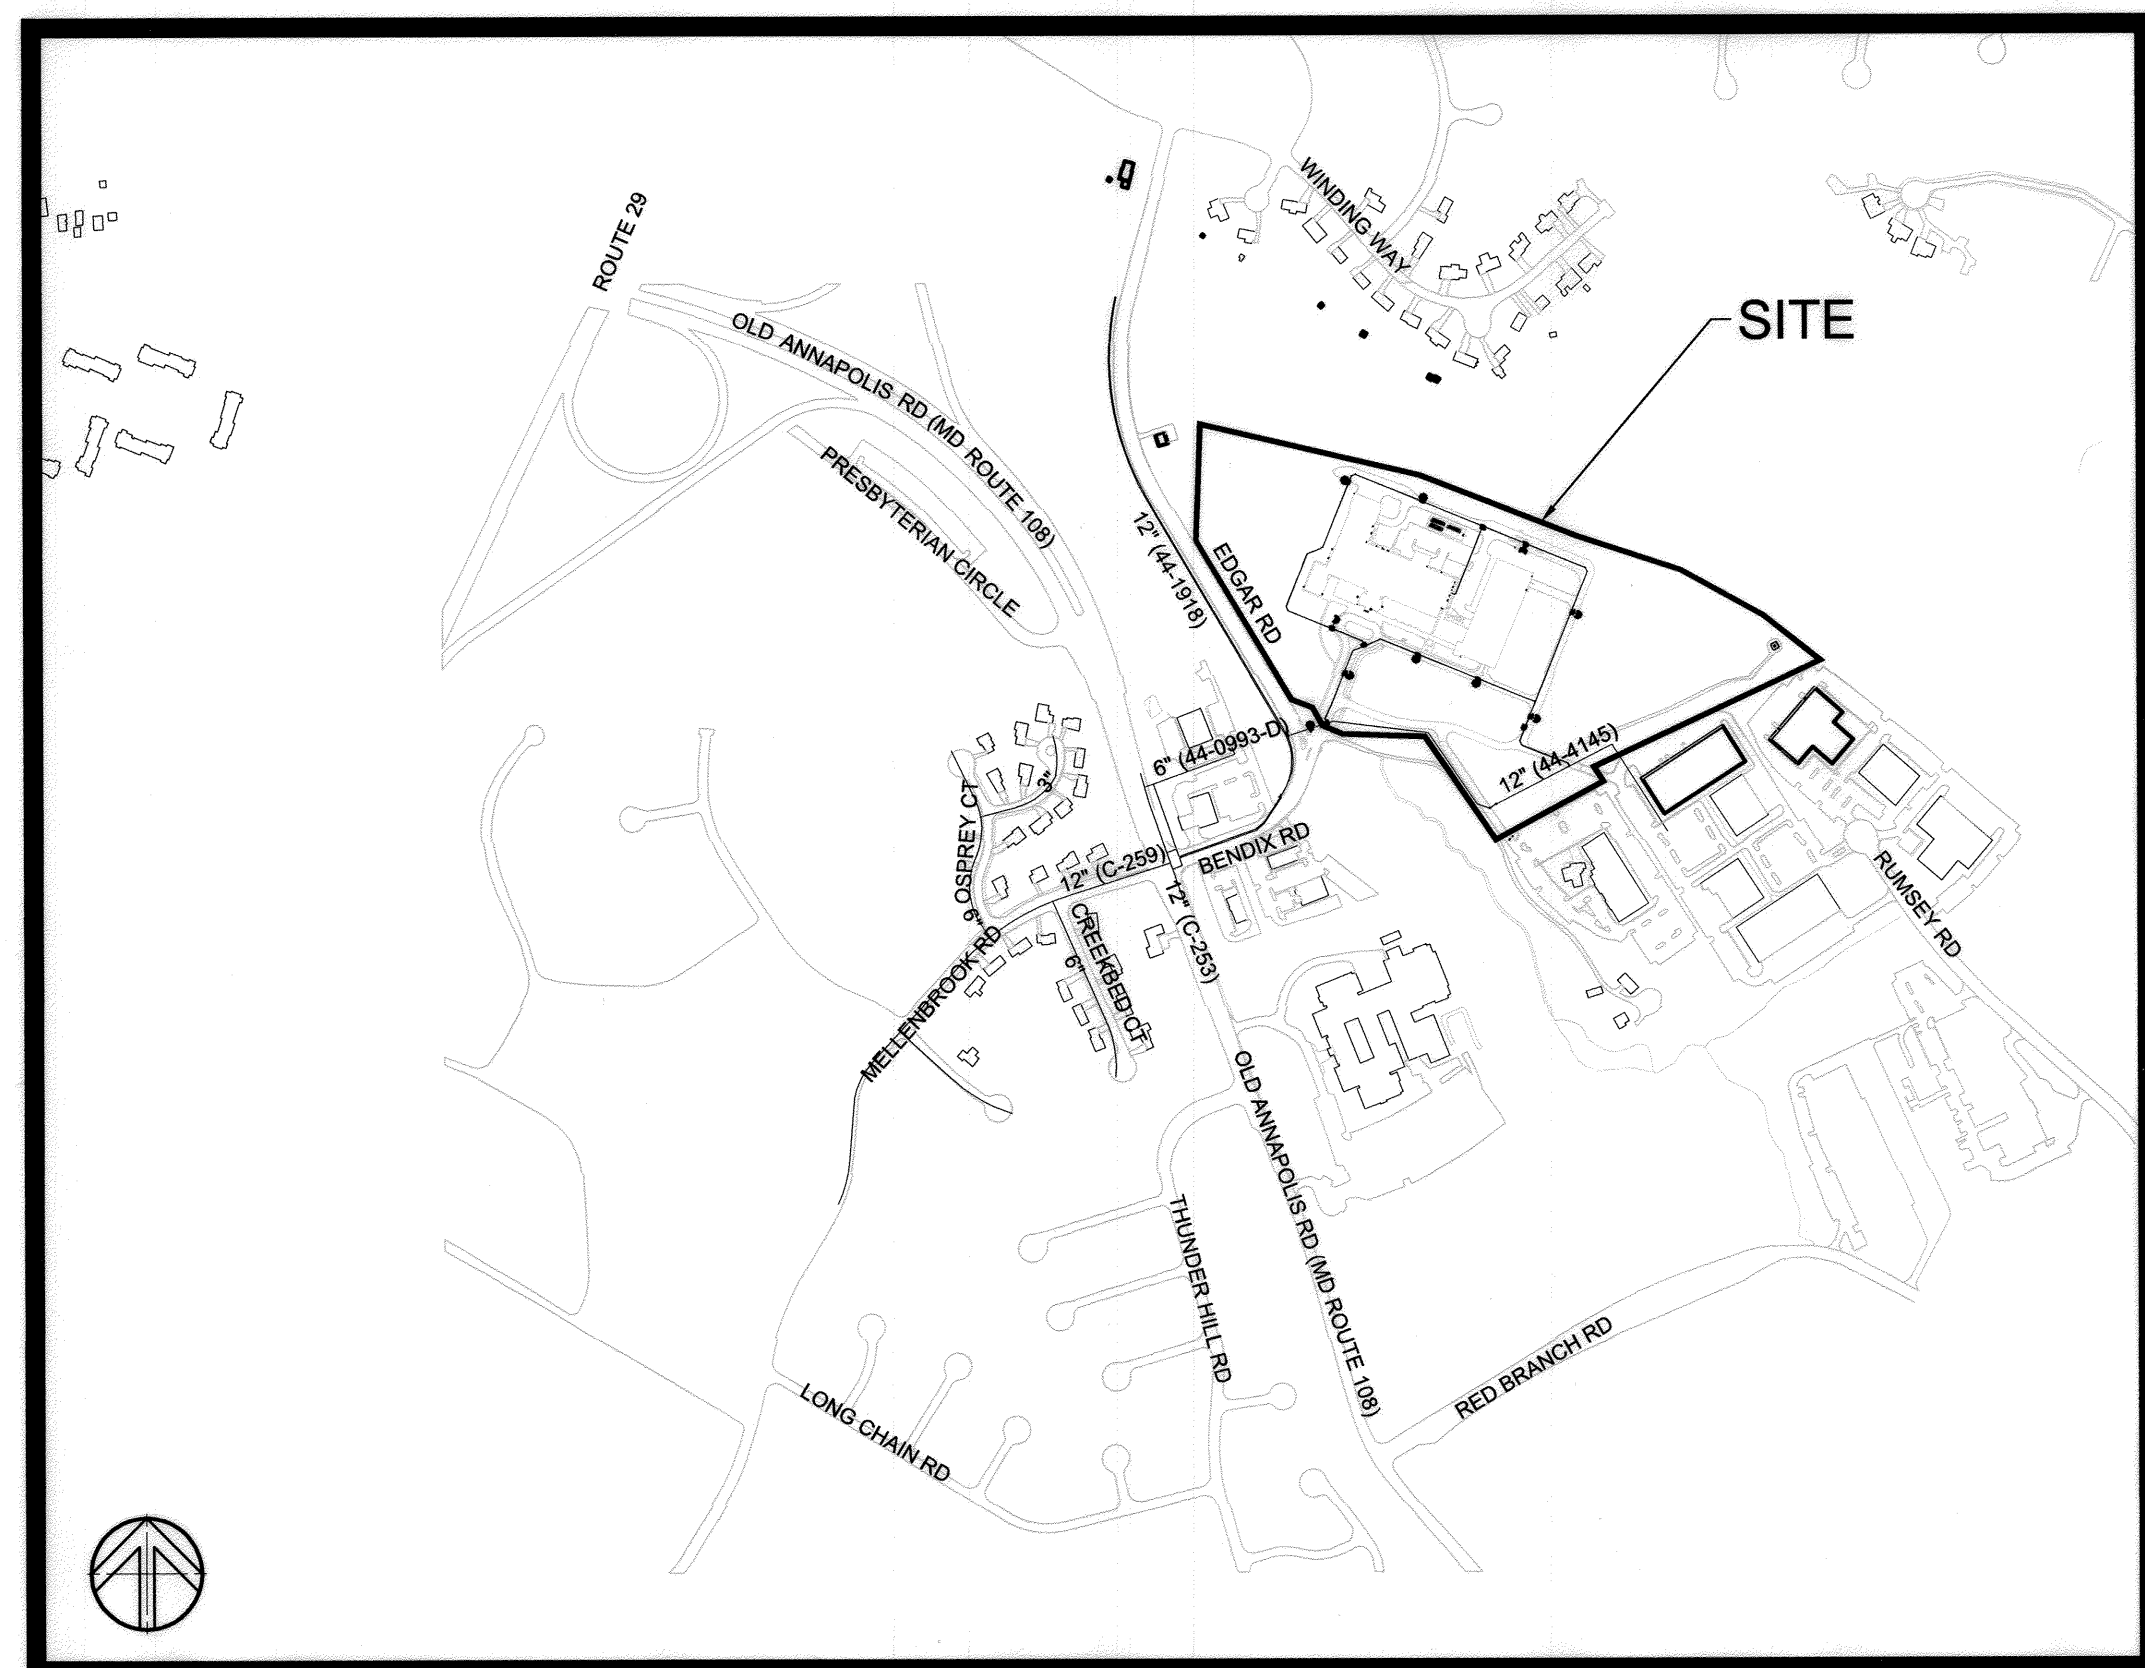 WINDING WAY
ROUTE 29
SITE
OLD ANNAPOLIS RD (MD ROUTE 108)
PRESBYTERIAN CIRCLE
12" (44-1918)
EDGAR RD
6" (44-0993-D)
12" (44-4145)
3"
OSPREY CT
6"
12" (C-259)
BENDIX RD
12" (C-253)
CREEKBED CT
6"
MELLENBROOK RD
RUMSEY RD
OLD ANNAPOLIS RD (MD ROUTE 108)
THUNDER HILL RD
RED BRANCH RD
LONG CHAIN RD